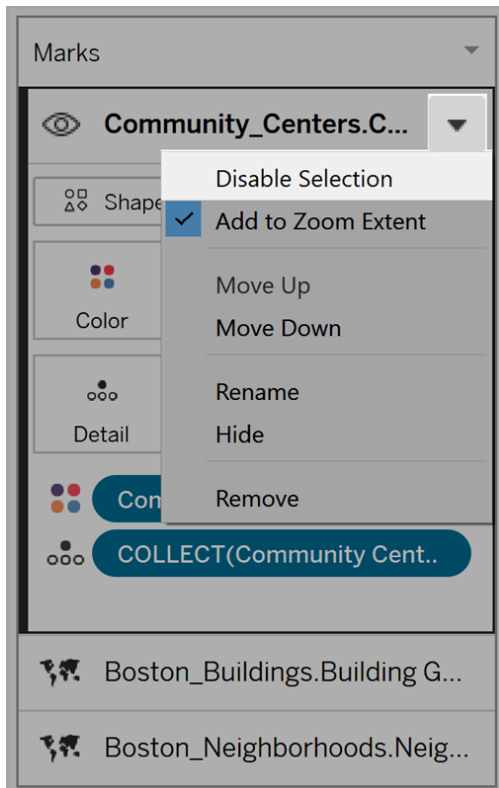 Marks
Community_Centers.C...
Disable Selection
Shape
Add to Zoom Extent
Color
Move Up
Move Down
Detail
Rename
Hide
Com
Remove
COLLECT(Community Cent..
Boston_Buildings.Building G...
Boston_Neighborhoods.Neig...